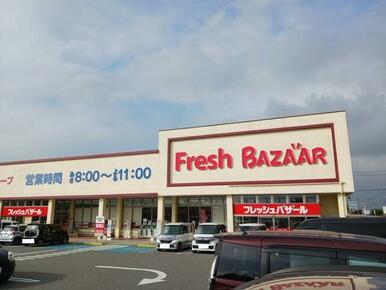 Fresh BAZAAR
営業時間 8:00〜 11:00
ープ
フレッシュバザール
フレッシュバザール